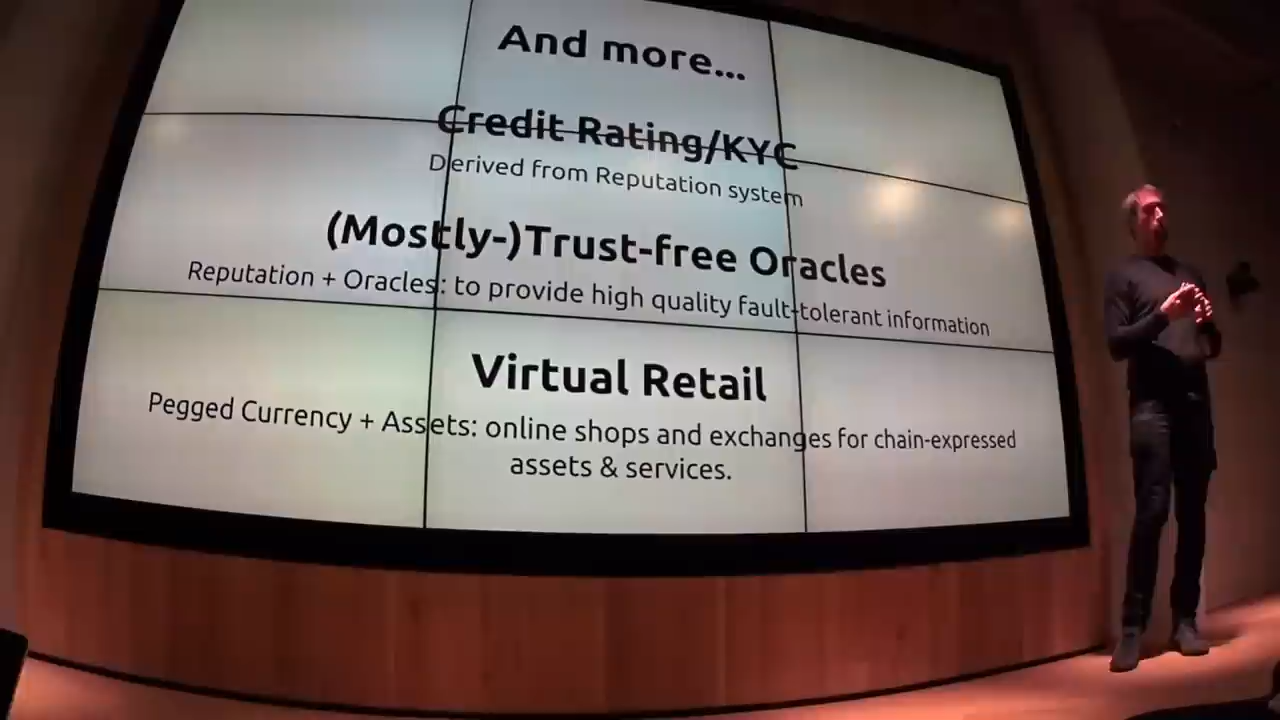 And more...
Credit Rating/KYC
Derived from Reputation system
(Mostly-)Trust-free Oracles
Reputation + Oracles: to provide high quality fault-tolerant information
Virtual Retail
Pegged Currency + Assets: online shops and exchanges for chain-expressed
assets & services.